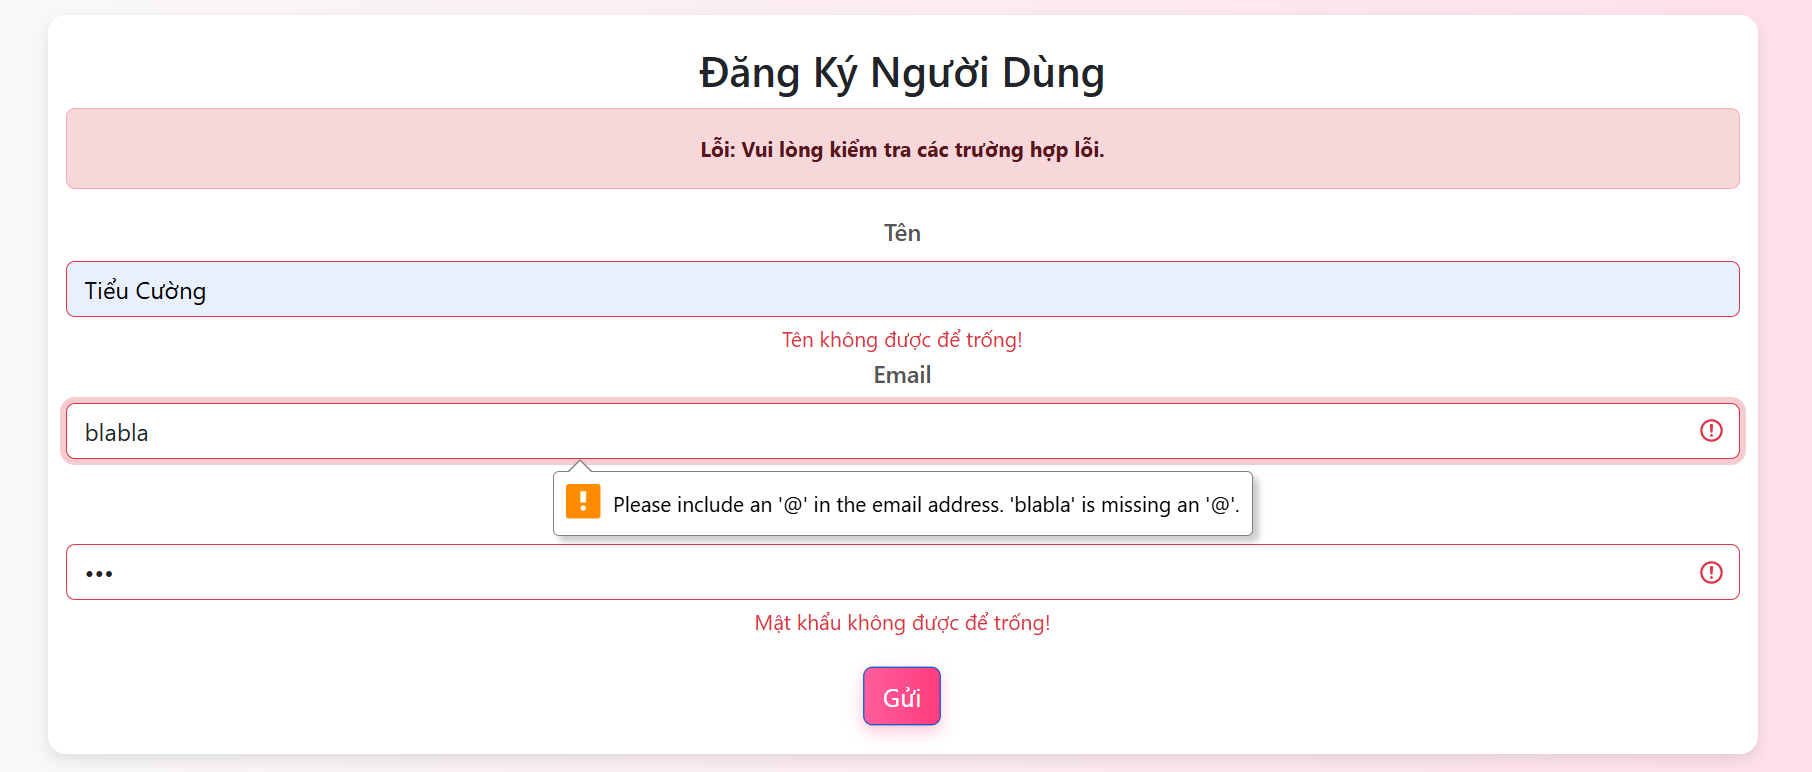 Đăng Ký Người Dùng
Lỗi: Vui lòng kiểm tra các trường hợp lỗi.
Tên
Tiểu Cường
Tên không được để trống!
Email
blabla
Please include an '@' in the email address. 'blabla' is missing an '@'.
•••
Mật khẩu không được để trống!
Gửi